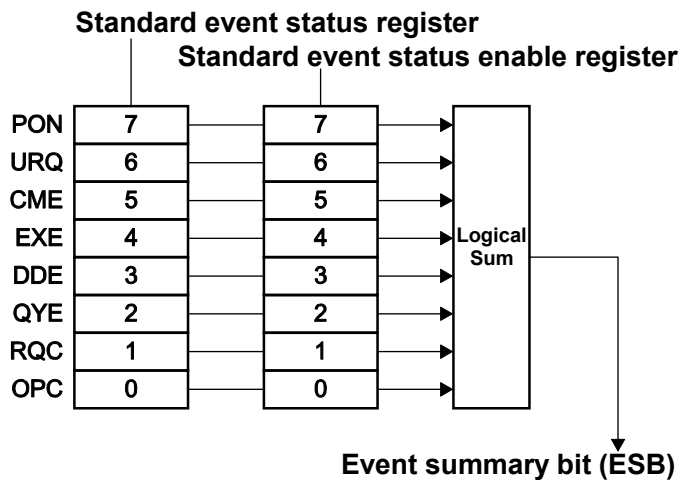 Standard event status register
Standard event status enable register
PON 7 7
URQ 6 6
CME 5 5
EXE 4 4
DDE 3 3
QYE 2 2
RQC 1 1
OPC 0 0
Logical
Sum
Event summary bit (ESB)